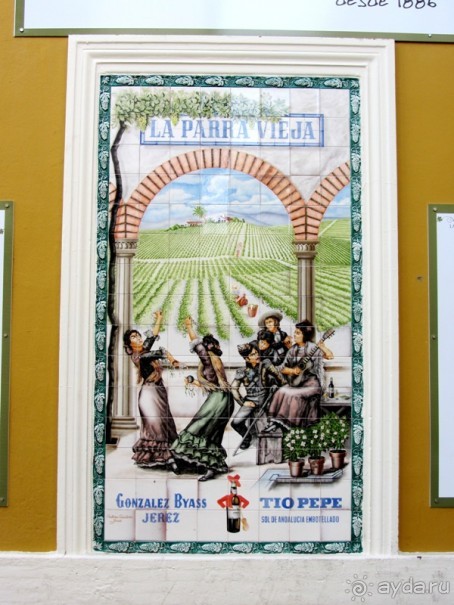 DESDE 1886
LA PARRA VIEJA
GONZALEZ BYASS
JEREZ
TIO PEPE
SOL DE ANDALUCIA EMBOTELLADO
ayda.ru